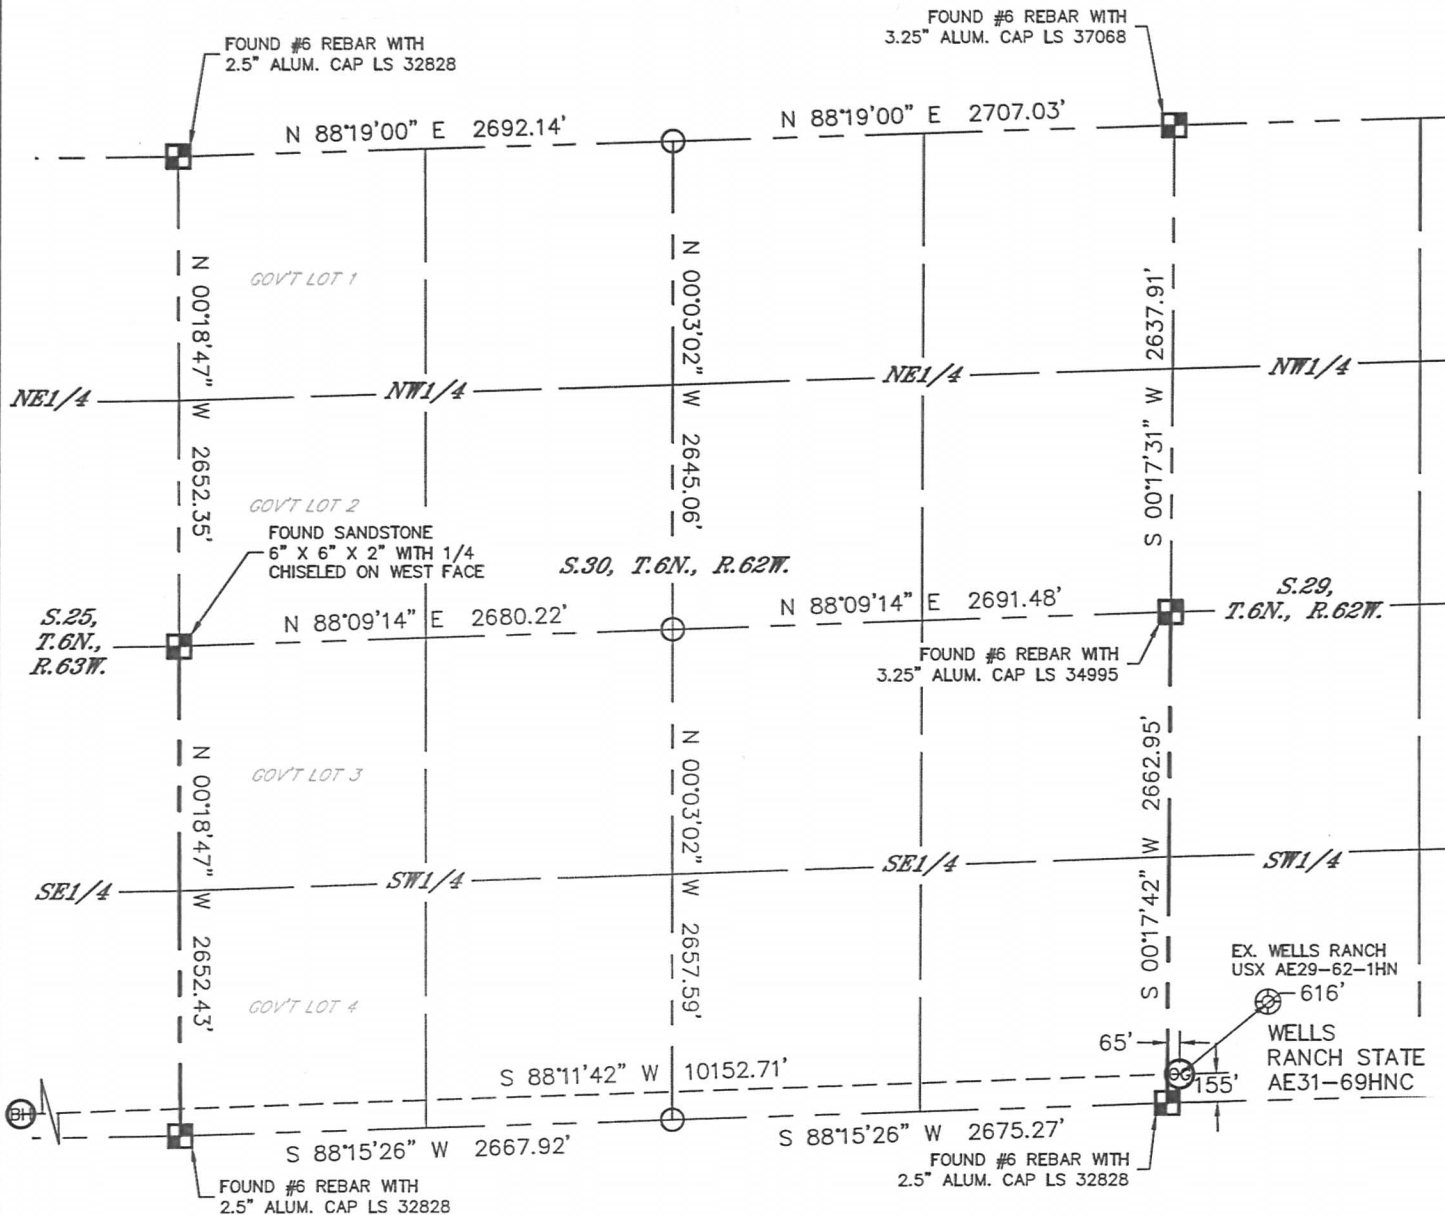 FOUND #6 REBAR WITH
2.5" ALUM. CAP LS 32828
FOUND #6 REBAR WITH
3.25" ALUM. CAP LS 37068
N 88°19'00" E 2692.14'
N 88°19'00" E 2707.03'
N 00°18'47" W 2652.35'
GOV'T LOT 1
N 00°03'02" W 2645.06'
S 00°17'31" W 2637.91'
NE1/4
NW1/4
NE1/4
NW1/4
GOV'T LOT 2
FOUND SANDSTONE
6" X 6" X 2" WITH 1/4
CHISELED ON WEST FACE
S.30, T.6N., R.62W.
S.25,
T.6N.,
R.63W.
N 88°09'14" E 2680.22'
N 88°09'14" E 2691.48'
S.29,
T.6N., R.62W.
FOUND #6 REBAR WITH
3.25" ALUM. CAP LS 34995
N 00°18'47" W 2652.43'
GOV'T LOT 3
N 00°03'02" W 2657.59'
S 00°17'42" W 2662.95'
SE1/4
SW1/4
SE1/4
SW1/4
GOV'T LOT 4
EX. WELLS RANCH
USX AE29-62-1HN
616'
65'
WELLS
RANCH STATE
AE31-69HNC
OG
155'
S 88°11'42" W 10152.71'
BH
S 88°15'26" W 2667.92'
S 88°15'26" W 2675.27'
FOUND #6 REBAR WITH
2.5" ALUM. CAP LS 32828
FOUND #6 REBAR WITH
2.5" ALUM. CAP LS 32828